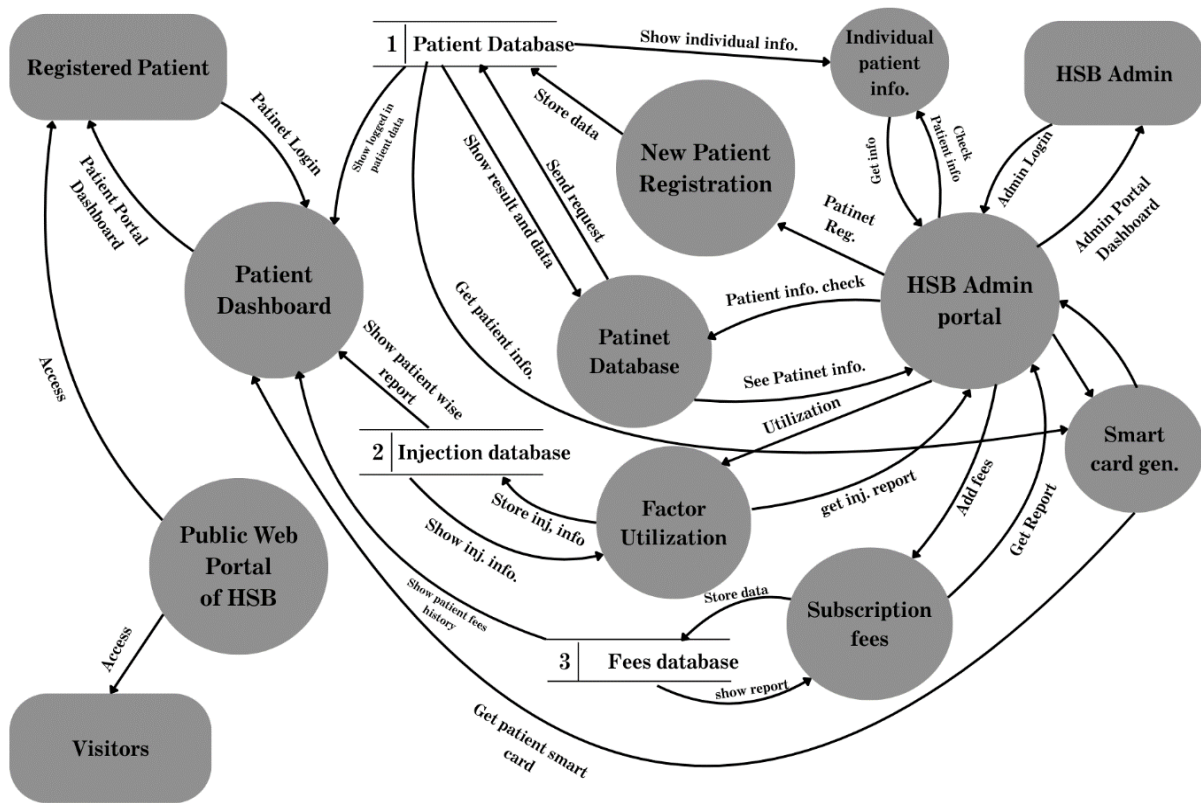 Registered Patient
1 Patient Database
Show individual info.
Individual
patient
info.
HSB Admin
Patinet Login
Patient Portal
Dashboard
Show logged in
patient data
Store data
Show result and data
Send request
New Patient
Registration
Get info
Check
Patient info
Admin Login
Admin Portal
Dashboard
Patinet
Reg.
Patient
Dashboard
Get patient info.
Patient info. check
HSB Admin
portal
Patinet
Database
See Patinet info.
Access
Show patient wise
report
Utilization
2 Injection database
Smart
card gen.
Store inj, info
Show inj. info.
Factor
Utilization
get inj. report
Add fees
Get Report
Public Web
Portal
of HSB
Show patient fees
history
Store data
Subscription
fees
3 Fees database
show report
Access
Visitors
Get patient smart
card